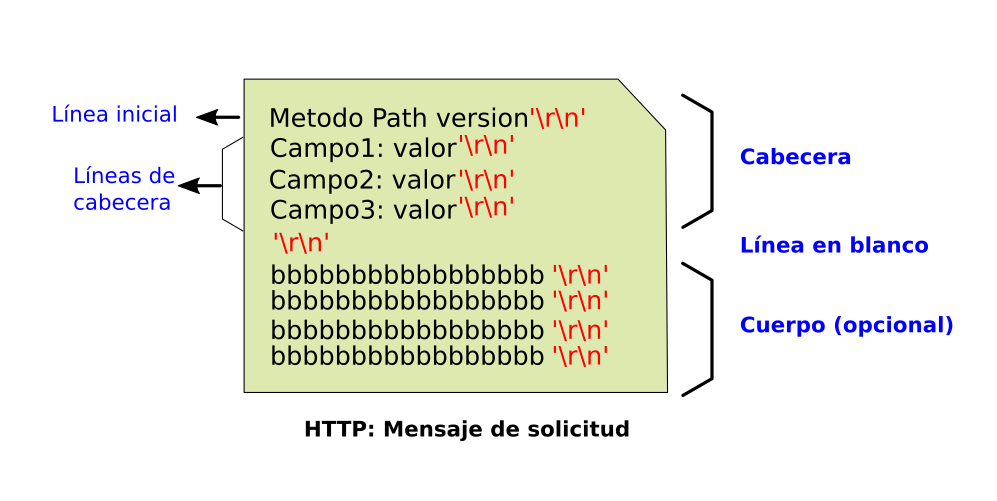 Línea inicial
Líneas de
cabecera
Metodo Path version'\r\n'
Campo1: valor'\r\n'
Campo2: valor'\r\n'
Campo3: valor'\r\n'
'\r\n'
bbbbbbbbbbbbbbbbb '\r\n'
bbbbbbbbbbbbbbbbb '\r\n'
bbbbbbbbbbbbbbbbb '\r\n'
bbbbbbbbbbbbbbbbb '\r\n'
Cabecera
Línea en blanco
Cuerpo (opcional)
HTTP: Mensaje de solicitud